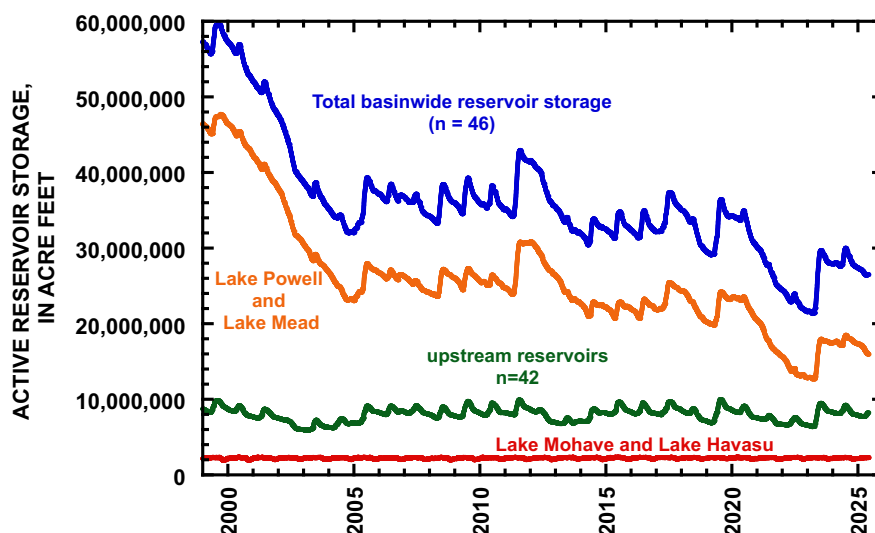 ACTIVE RESERVOIR STORAGE,
IN ACRE FEET
60,000,000
50,000,000
40,000,000
30,000,000
20,000,000
10,000,000
0
Total basinwide reservoir storage
(n = 46)
Lake Powell
and
Lake Mead
upstream reservoirs
n=42
Lake Mohave and Lake Havasu
2000
2005
2010
2015
2020
2025